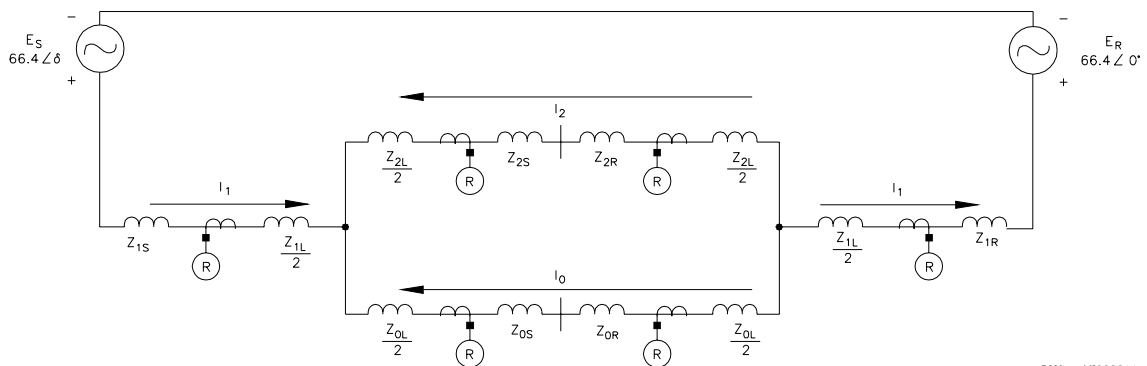 −
−
E_S
66.4∠δ
E_R
66.4∠0°
+
+
I_2
Z_2L
2
R
Z_2S
Z_2R
R
Z_2L
2
I_1
I_1
Z_1S
R
Z_1L
2
Z_1L
2
R
Z_1R
I_0
Z_0L
2
R
Z_0S
Z_0R
R
Z_0L
2